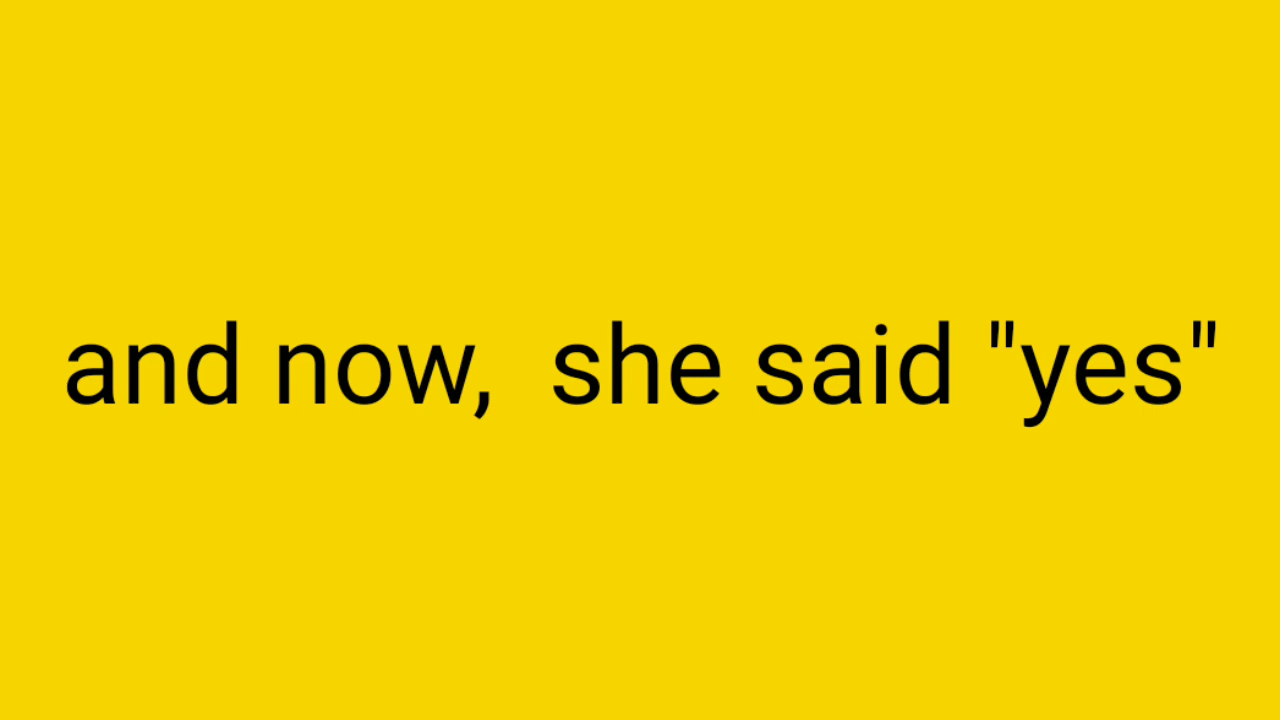 and now,  she said "yes"